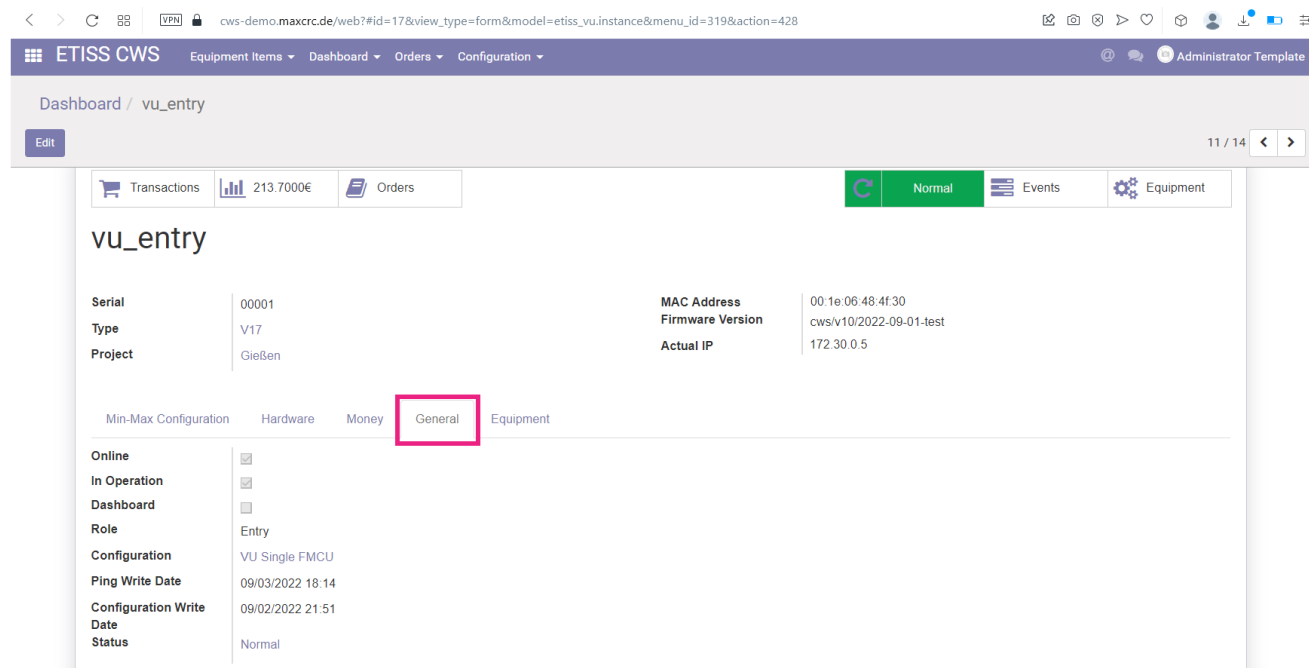 VPN cws-demo.maxcrc.de/web?#id=17&view_type=form&model=etiss_vu.instance&menu_id=319&action=428
ETISS CWS Equipment Items Dashboard Orders Configuration @ Administrator Template
Dashboard / vu_entry
Edit 11 / 14
Transactions 213.7000€ Orders Normal Events Equipment
vu_entry
Serial 00001 MAC Address 00:1e:06:48:4f:30
Type V17 Firmware Version cws/v10/2022-09-01-test
Project Gießen Actual IP 172.30.0.5
Min-Max Configuration Hardware Money General Equipment
Online
In Operation
Dashboard
Role Entry
Configuration VU Single FMCU
Ping Write Date 09/03/2022 18:14
Configuration Write Date 09/02/2022 21:51
Status Normal